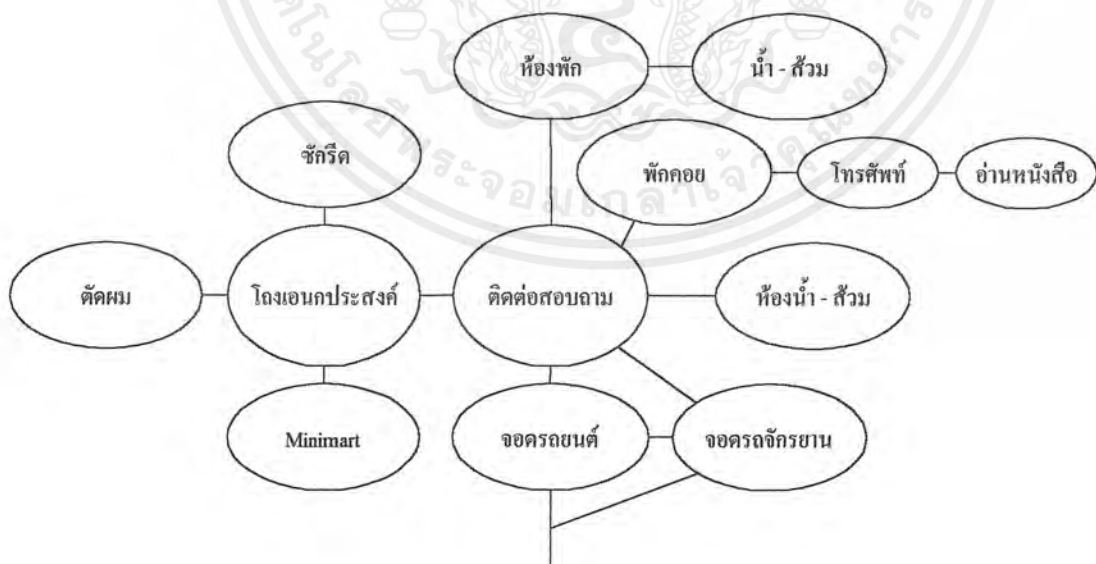 ห้องพัก
น้ำ - ส้วม
ซักรีด
พักคอย
โทรศัพท์
อ่านหนังสือ
ตัดผม
โถงเอนกประสงค์
ติดต่อสอบถาม
ห้องน้ำ - ส้วม
Minimart
จอดรถยนต์
จอดรถจักรยาน